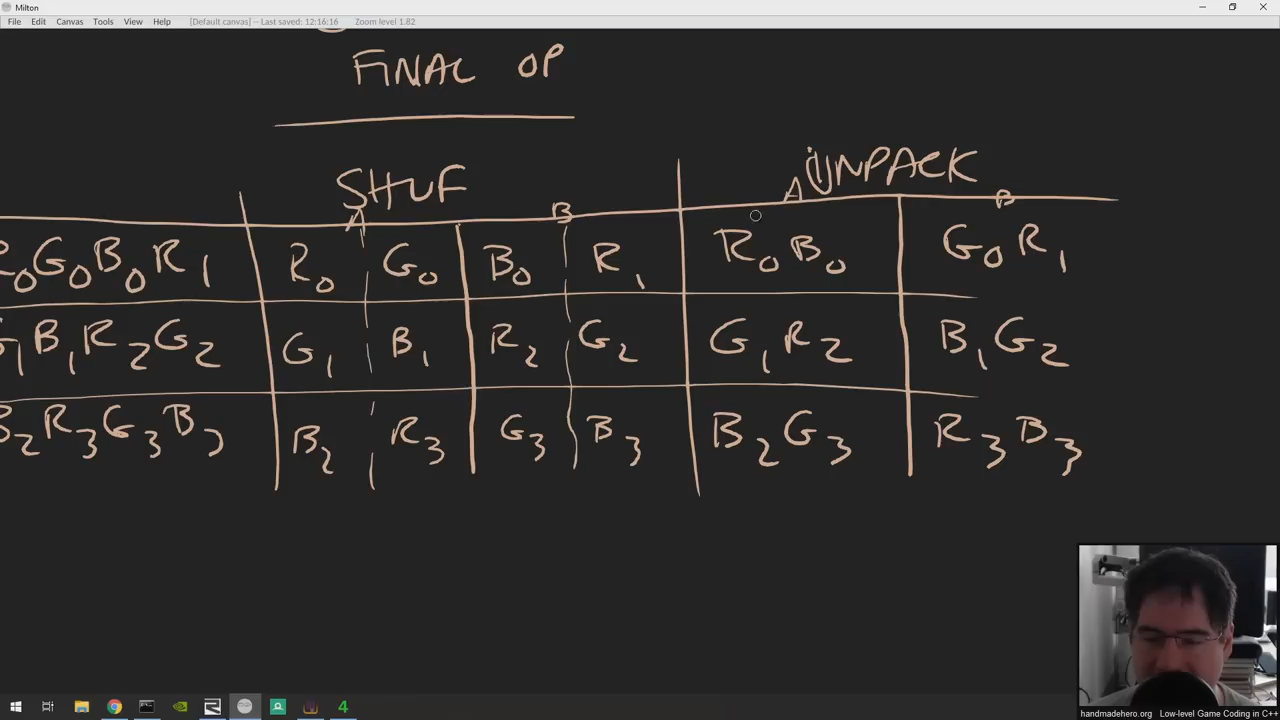 Milton
File Edit Canvas Tools View Help [Default canvas] -- Last saved: 12:16:16 Zoom level 1.82
FINAL OP
SHUF UNPACK
A B A B
R0G0B0R1 R0 G0 B0 R1 R0B0 G0R1
G1B1R2G2 G1 B1 R2 G2 G1R2 B1G2
B2R3G3B3 B2 R3 G3 B3 B2G3 R3B3
4
handmadehero.org Low-level Game Coding in C++